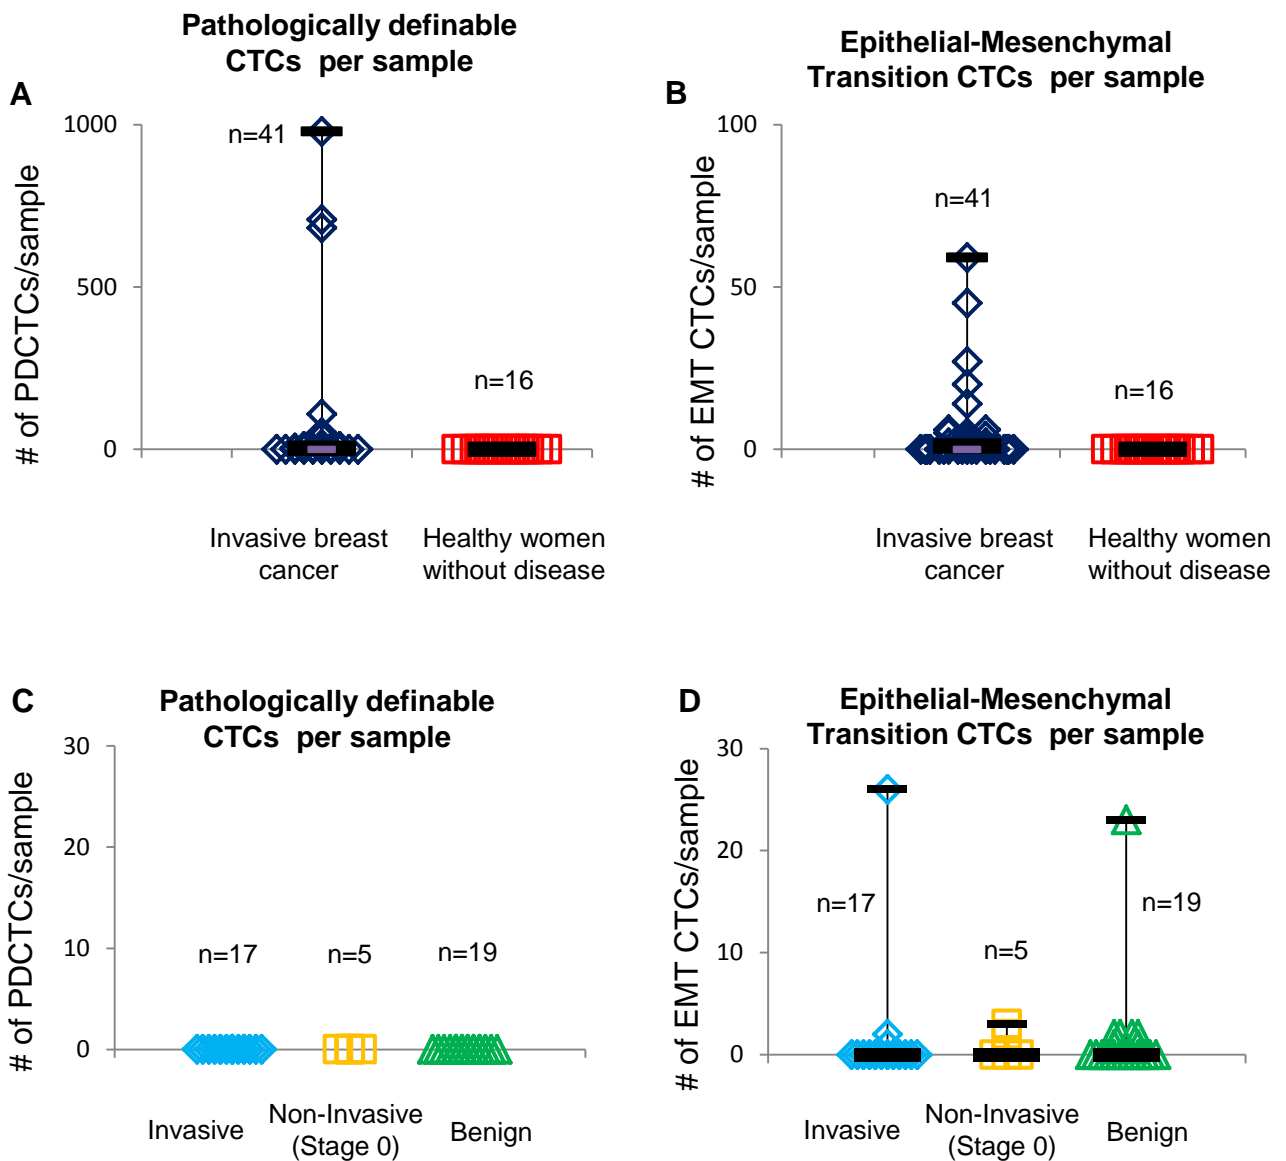 A
Pathologically definable
CTCs per sample
# of PDCTCs/sample
1000
500
0
n=41
n=16
Invasive breast
cancer
Healthy women
without disease
B
Epithelial-Mesenchymal
Transition CTCs per sample
# of EMT CTCs/sample
100
50
0
n=41
n=16
Invasive breast
cancer
Healthy women
without disease
C
Pathologically definable
CTCs per sample
# of PDCTCs/sample
30
20
10
0
n=17
n=5
n=19
Invasive
Non-Invasive
(Stage 0)
Benign
D
Epithelial-Mesenchymal
Transition CTCs per sample
# of EMT CTCs/sample
30
20
10
0
n=17
n=5
n=19
Invasive
Non-Invasive
(Stage 0)
Benign